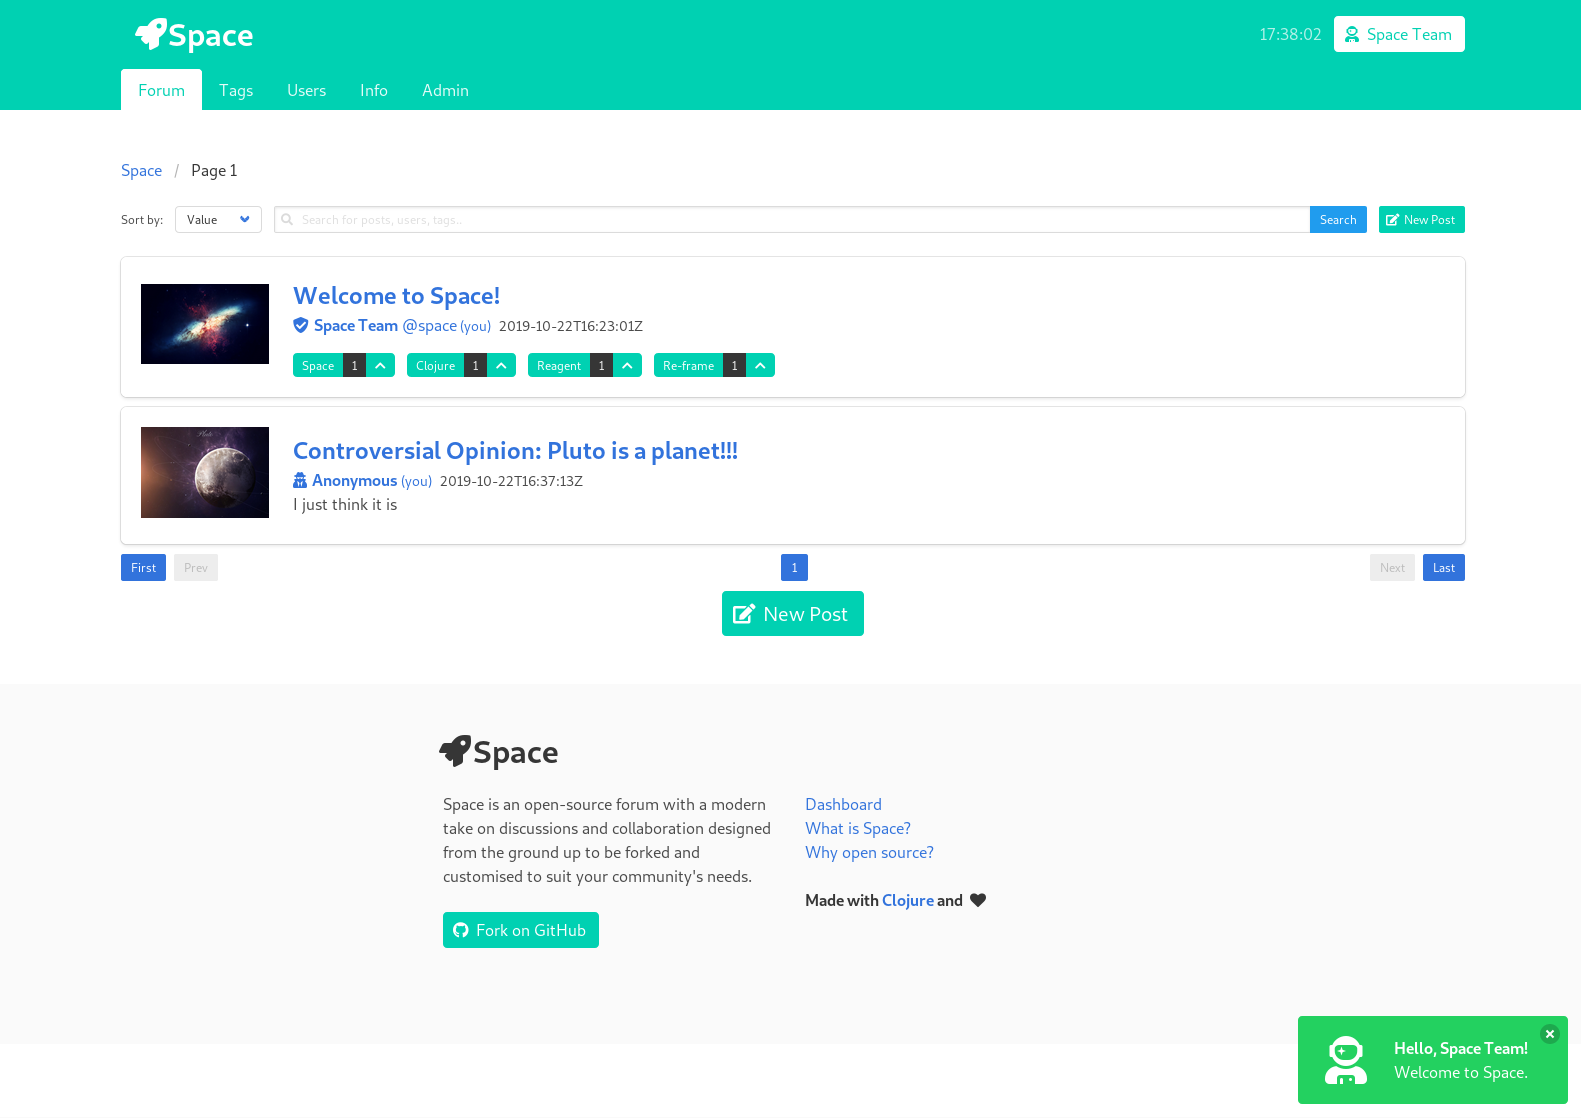 Space
17:38:02
Space Team
Forum Tags Users Info Admin
Space / Page 1
Sort by: Value Search for posts, users, tags.. Search New Post
Welcome to Space!
Space Team @space (you) 2019-10-22T16:23:01Z
Space 1 Clojure 1 Reagent 1 Re-frame 1
Pluto
Controversial Opinion: Pluto is a planet!!!
Anonymous (you) 2019-10-22T16:37:13Z
I just think it is
First Prev 1 Next Last
New Post
Space
Space is an open-source forum with a modern
take on discussions and collaboration designed
from the ground up to be forked and
customised to suit your community's needs.
Fork on GitHub
Dashboard
What is Space?
Why open source?
Made with Clojure and
Hello, Space Team!
Welcome to Space.